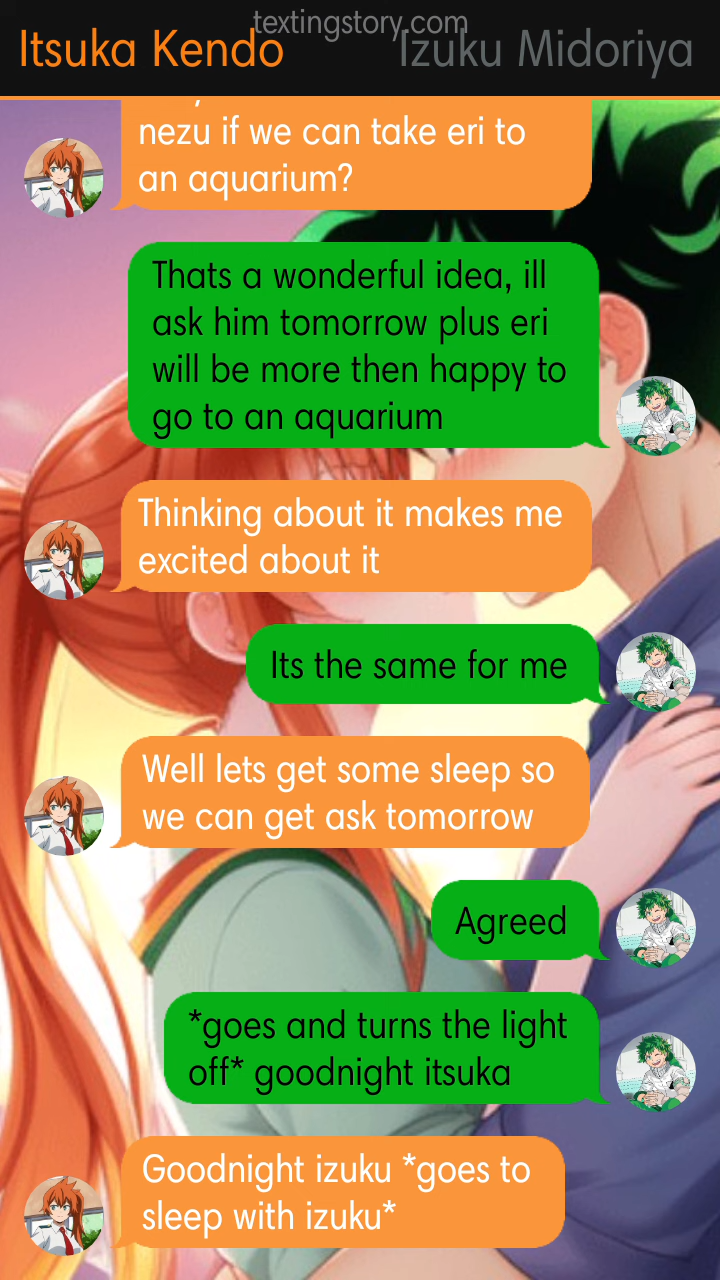 textingstory.com
Itsuka Kendo
Izuku Midoriya
nezu if we can take eri to
an aquarium?
Thats a wonderful idea, ill
ask him tomorrow plus eri
will be more then happy to
go to an aquarium
Thinking about it makes me
excited about it
Its the same for me
Well lets get some sleep so
we can get ask tomorrow
Agreed
*goes and turns the light
off* goodnight itsuka
Goodnight izuku *goes to
sleep with izuku*